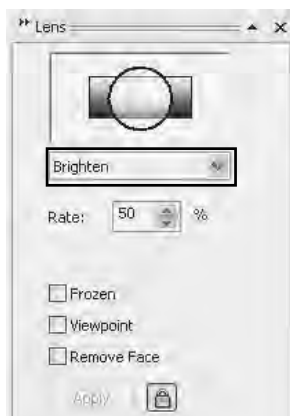 Lens
Brighten
Rate: 50 %
Frozen
Viewpoint
Remove Face
Apply